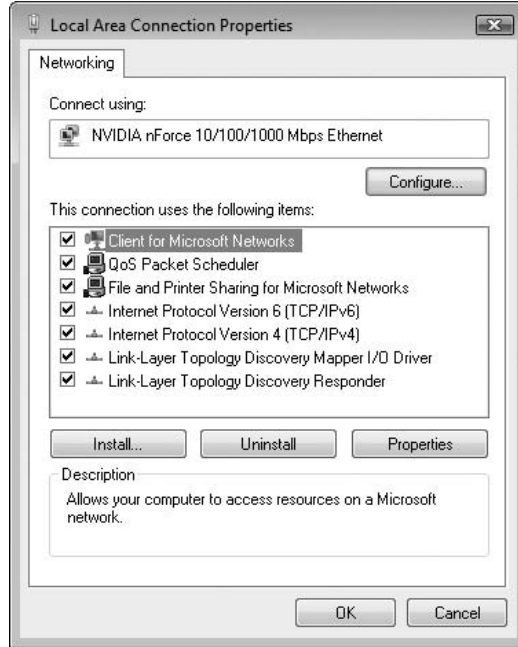 Local Area Connection Properties
Networking
Connect using:
NVIDIA nForce 10/100/1000 Mbps Ethernet
Configure...
This connection uses the following items:
Client for Microsoft Networks
QoS Packet Scheduler
File and Printer Sharing for Microsoft Networks
Internet Protocol Version 6 (TCP/IPv6)
Internet Protocol Version 4 (TCP/IPv4)
Link-Layer Topology Discovery Mapper I/O Driver
Link-Layer Topology Discovery Responder
Install... Uninstall Properties
Description
Allows your computer to access resources on a Microsoft
network.
OK Cancel